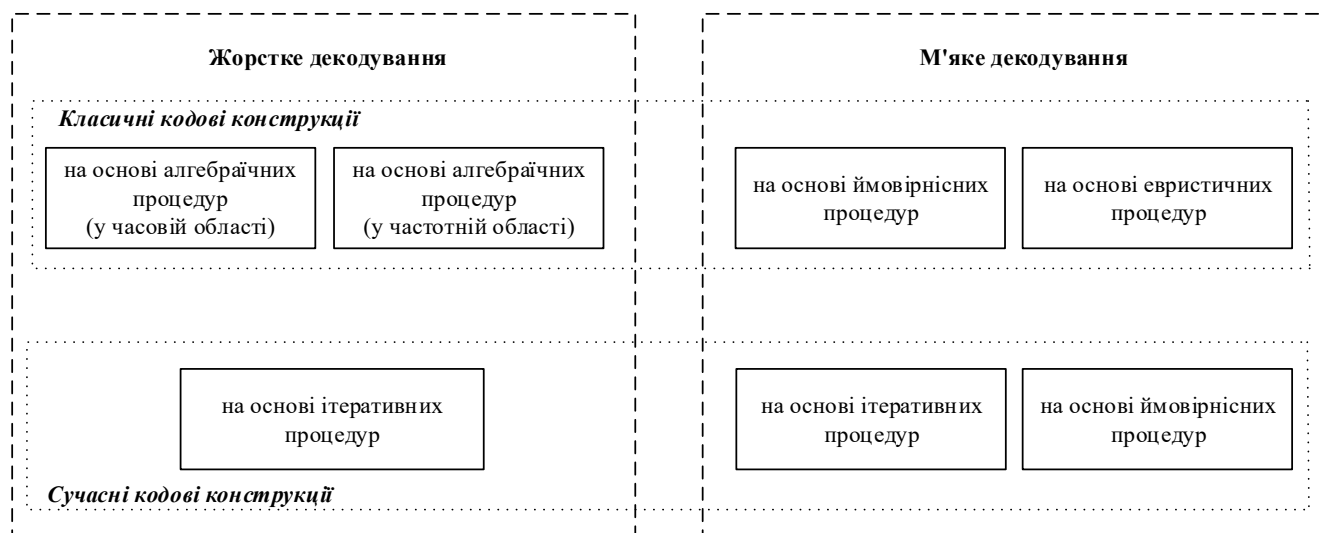 Жорстке декодування
М'яке декодування
Класичні кодові конструкції
на основі алгебраїчних
процедур
(у часовій області)
на основі алгебраїчних
процедур
(у частотній області)
на основі ймовірнісних
процедур
на основі евристичних
процедур
на основі ітеративних
процедур
на основі ітеративних
процедур
на основі ймовірнісних
процедур
Сучасні кодові конструкції